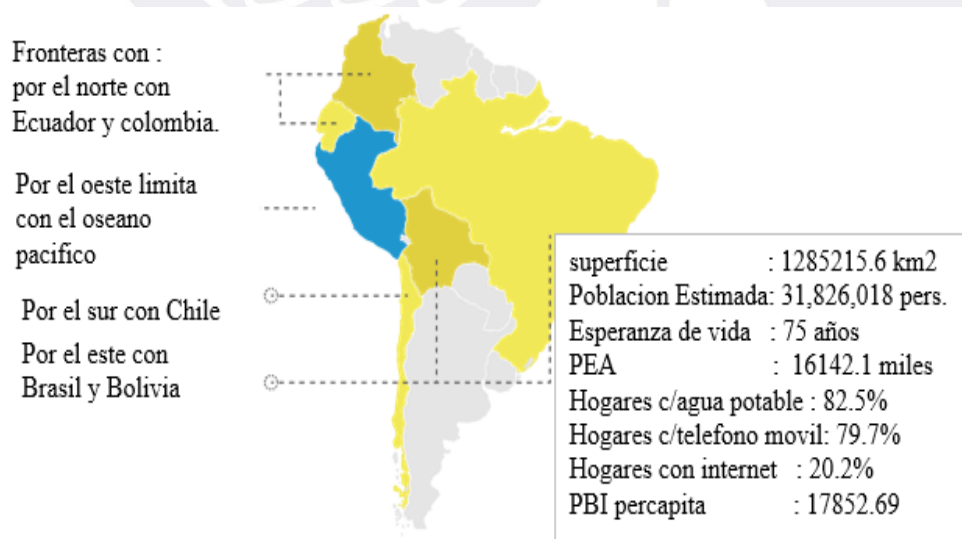 Fronteras con :
por el norte con
Ecuador y colombia.
Por el oeste limita
con el oseano
pacifico
Por el sur con Chile
Por el este con
Brasil y Bolivia
superficie : 1285215.6 km2
Poblacion Estimada: 31,826,018 pers.
Esperanza de vida : 75 años
PEA : 16142.1 miles
Hogares c/agua potable : 82.5%
Hogares c/telefono movil: 79.7%
Hogares con internet : 20.2%
PBI percapita : 17852.69